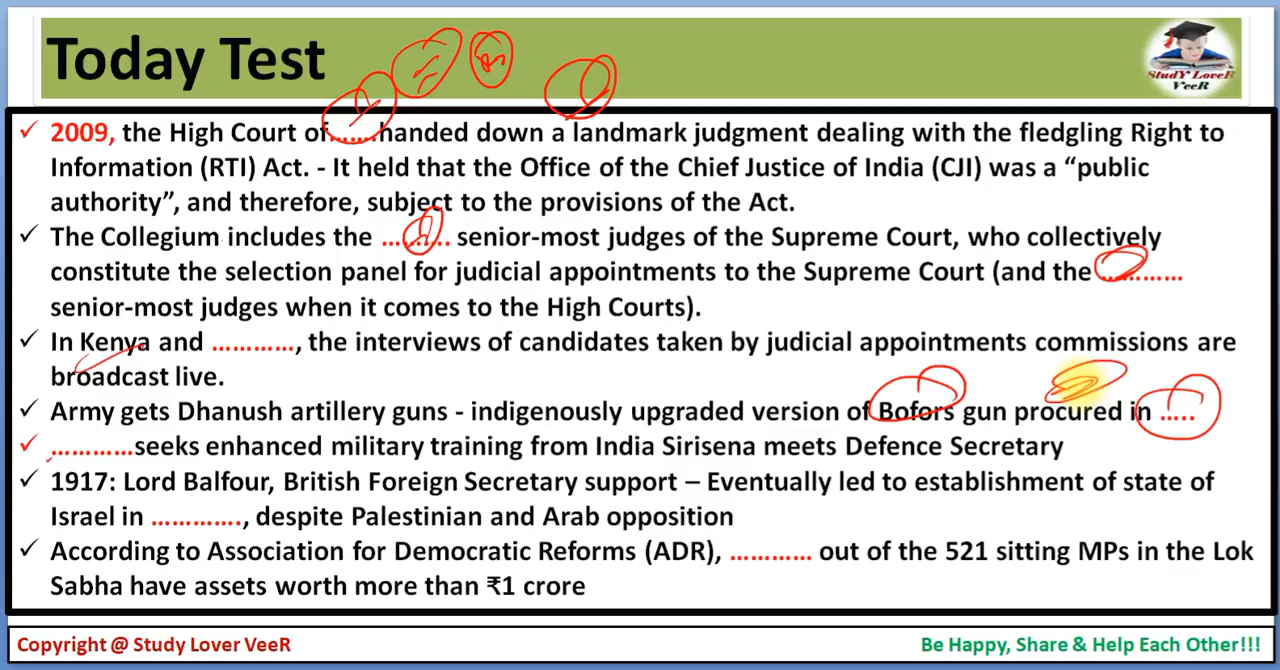 Today Test
StudY LoveR
VeeR
✓ 2009, the High Court of.......handed down a landmark judgment dealing with the fledgling Right to
Information (RTI) Act. - It held that the Office of the Chief Justice of India (CJI) was a “public
authority”, and therefore, subject to the provisions of the Act.
✓ The Collegium includes the ………. senior-most judges of the Supreme Court, who collectively
constitute the selection panel for judicial appointments to the Supreme Court (and the …………
senior-most judges when it comes to the High Courts).
✓ In Kenya and …………, the interviews of candidates taken by judicial appointments commissions are
broadcast live.
✓ Army gets Dhanush artillery guns - indigenously upgraded version of Bofors gun procured in …..
✓ …………seeks enhanced military training from India Sirisena meets Defence Secretary
✓ 1917: Lord Balfour, British Foreign Secretary support – Eventually led to establishment of state of
Israel in …………., despite Palestinian and Arab opposition
✓ According to Association for Democratic Reforms (ADR), ………… out of the 521 sitting MPs in the Lok
Sabha have assets worth more than ₹1 crore
Copyright @ Study Lover VeeR
Be Happy, Share & Help Each Other!!!